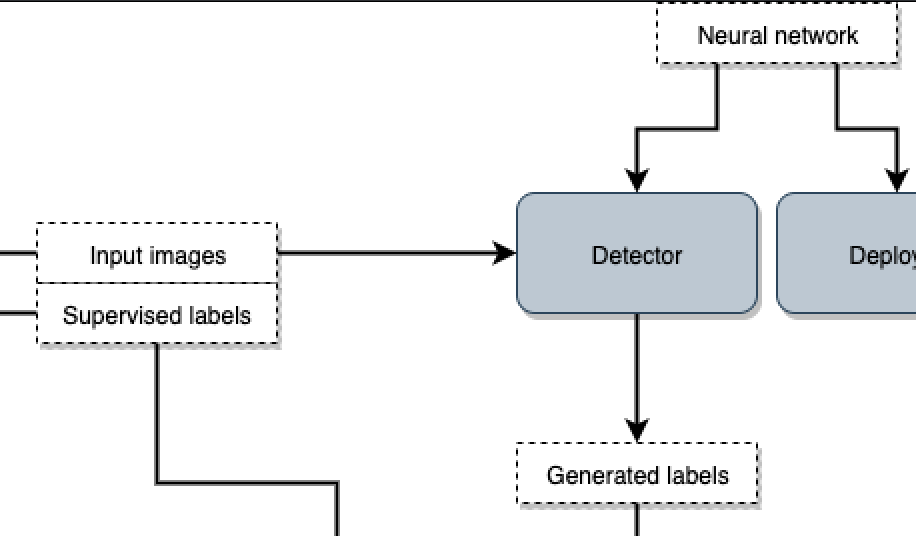 Neural network
Input images
Detector
Supervised labels
Generated labels